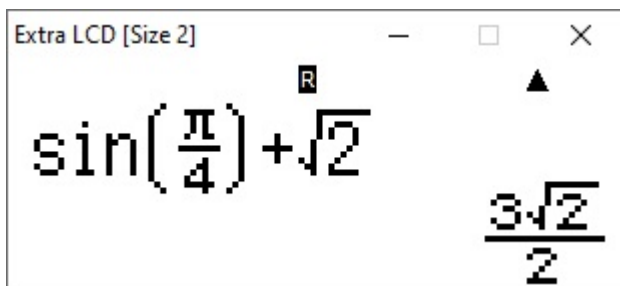 Extra LCD [Size 2]
R
sin(π/4)+√2
3√2/2